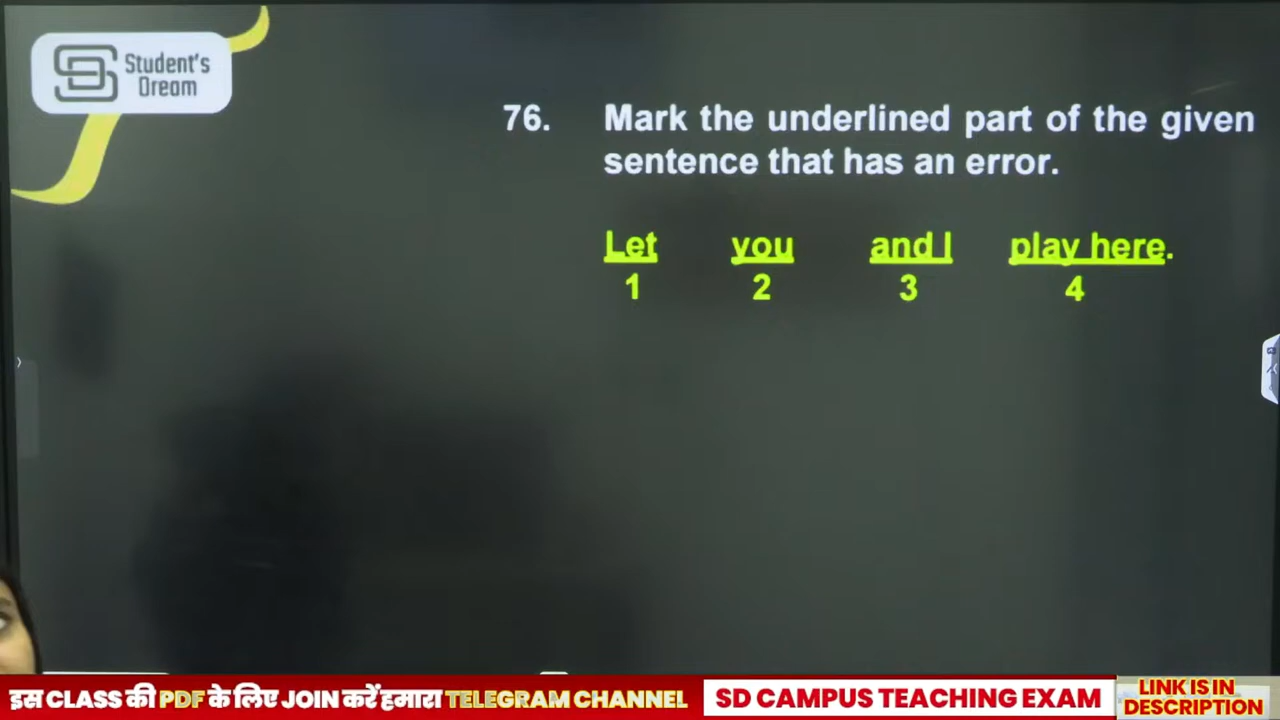 Student's
Dream
76. Mark the underlined part of the given
sentence that has an error.
Let you and I play here.
1 2 3 4
इस CLASS की PDF के लिए JOIN करें हमारा TELEGRAM CHANNEL
SD CAMPUS TEACHING EXAM
LINK IS IN
DESCRIPTION